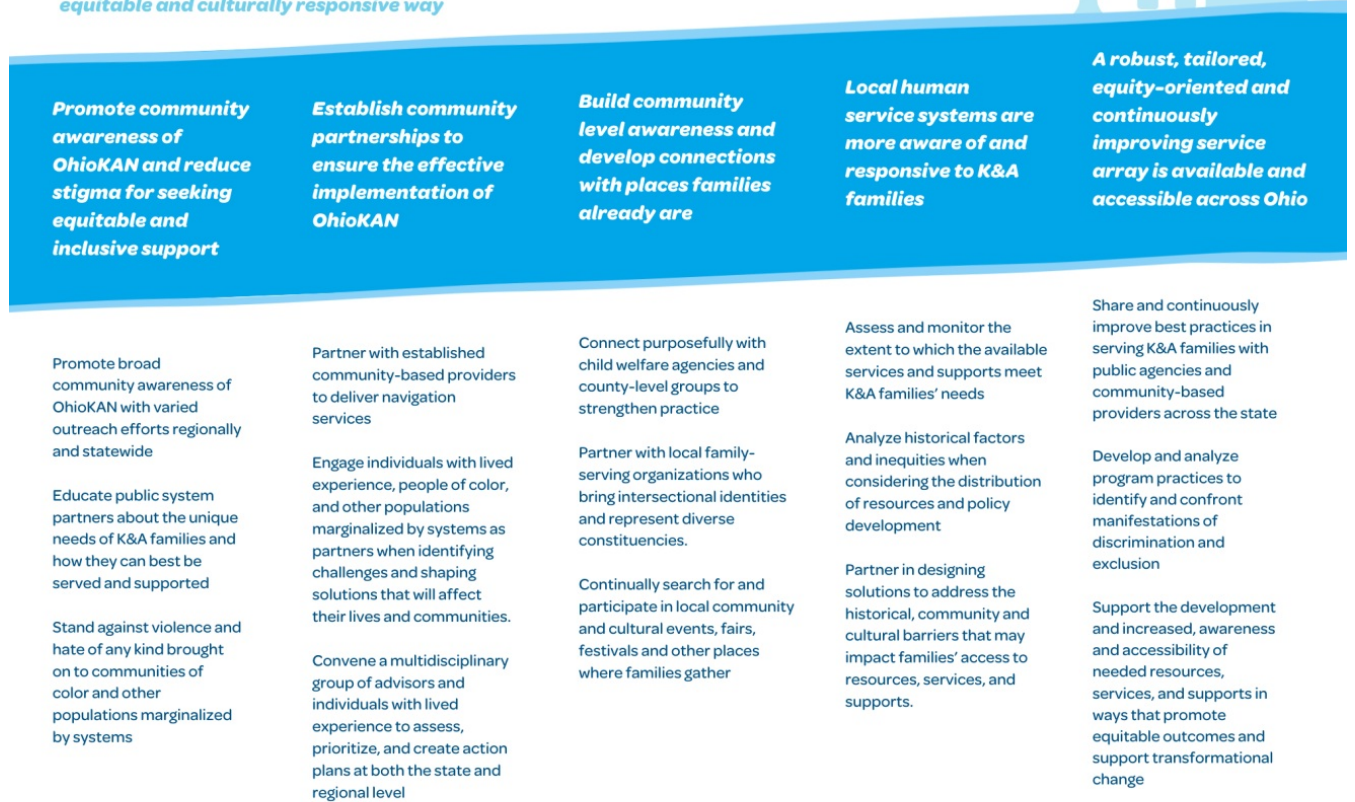 equitable and culturally responsive way
Promote community
awareness of
OhioKAN and reduce
stigma for seeking
equitable and
inclusive support
Establish community
partnerships to
ensure the effective
implementation of
OhioKAN
Build community
level awareness and
develop connections
with places families
already are
Local human
service systems are
more aware of and
responsive to K&A
families
A robust, tailored,
equity-oriented and
continuously
improving service
array is available and
accessible across Ohio
Promote broad
community awareness of
OhioKAN with varied
outreach efforts regionally
and statewide
Educate public system
partners about the unique
needs of K&A families and
how they can best be
served and supported
Stand against violence and
hate of any kind brought
on to communities of
color and other
populations marginalized
by systems
Partner with established
community-based providers
to deliver navigation
services
Engage individuals with lived
experience, people of color,
and other populations
marginalized by systems as
partners when identifying
challenges and shaping
solutions that will affect
their lives and communities.
Convene a multidisciplinary
group of advisors and
individuals with lived
experience to assess,
prioritize, and create action
plans at both the state and
regional level
Connect purposefully with
child welfare agencies and
county-level groups to
strengthen practice
Partner with local family-
serving organizations who
bring intersectional identities
and represent diverse
constituencies.
Continually search for and
participate in local community
and cultural events, fairs,
festivals and other places
where families gather
Assess and monitor the
extent to which the available
services and supports meet
K&A families' needs
Analyze historical factors
and inequities when
considering the distribution
of resources and policy
development
Partner in designing
solutions to address the
historical, community and
cultural barriers that may
impact families' access to
resources, services, and
supports.
Share and continuously
improve best practices in
serving K&A families with
public agencies and
community-based
providers across the state
Develop and analyze
program practices to
identify and confront
manifestations of
discrimination and
exclusion
Support the development
and increased, awareness
and accessibility of
needed resources,
services, and supports in
ways that promote
equitable outcomes and
support transformational
change